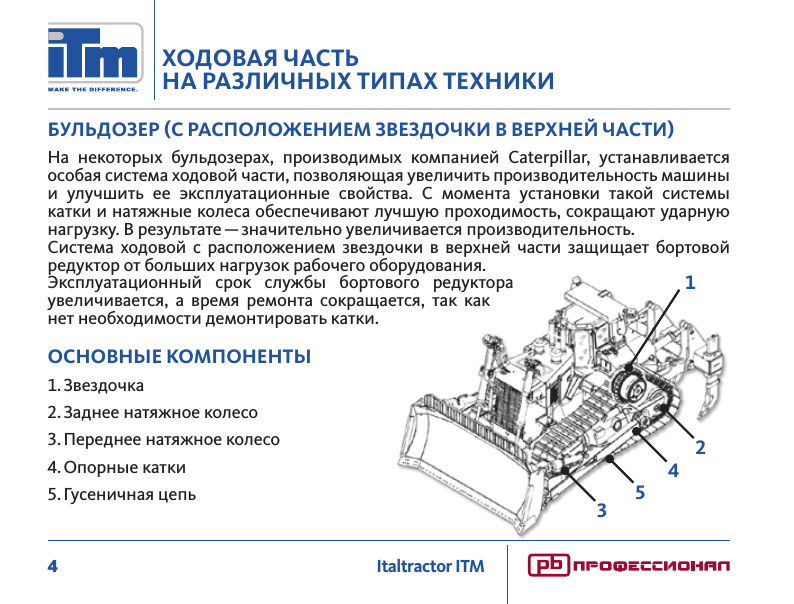 iTm
MAKE THE DIFFERENCE.
ХОДОВАЯ ЧАСТЬ
НА РАЗЛИЧНЫХ ТИПАХ ТЕХНИКИ
БУЛЬДОЗЕР (С РАСПОЛОЖЕНИЕМ ЗВЕЗДОЧКИ В ВЕРХНЕЙ ЧАСТИ)
На некоторых бульдозерах, производимых компанией Caterpillar, устанавливается
особая система ходовой части, позволяющая увеличить производительность машины
и улучшить ее эксплуатационные свойства. С момента установки такой системы
катки и натяжные колеса обеспечивают лучшую проходимость, сокращают ударную
нагрузку. В результате — значительно увеличивается производительность.
Система ходовой с расположением звездочки в верхней части защищает бортовой
редуктор от больших нагрузок рабочего оборудования.
Эксплуатационный срок службы бортового редуктора
увеличивается, а время ремонта сокращается, так как
нет необходимости демонтировать катки.
ОСНОВНЫЕ КОМПОНЕНТЫ
1. Звездочка
2. Заднее натяжное колесо
3. Переднее натяжное колесо
4. Опорные катки
5. Гусеничная цепь
1
2
4
5
3
4
Italtractor ITM
pb ПРОФЕССИОНАЛ